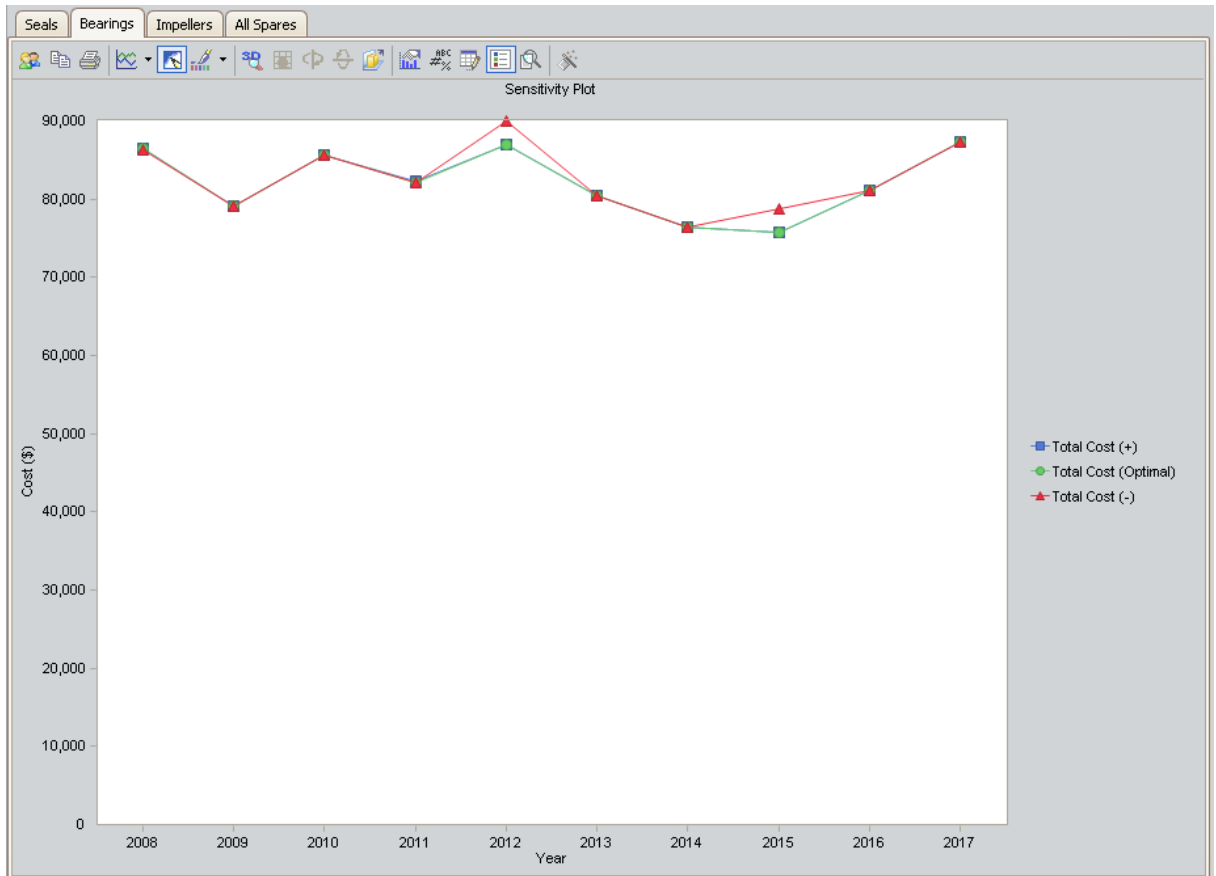 Seals Bearings Impellers All Spares
3D ABC #%
Sensitivity Plot
90,000
80,000
70,000
60,000
50,000
40,000
30,000
20,000
10,000
0
Cost ($)
2008 2009 2010 2011 2012 2013 2014 2015 2016 2017
Year
Total Cost (+)
Total Cost (Optimal)
Total Cost (-)